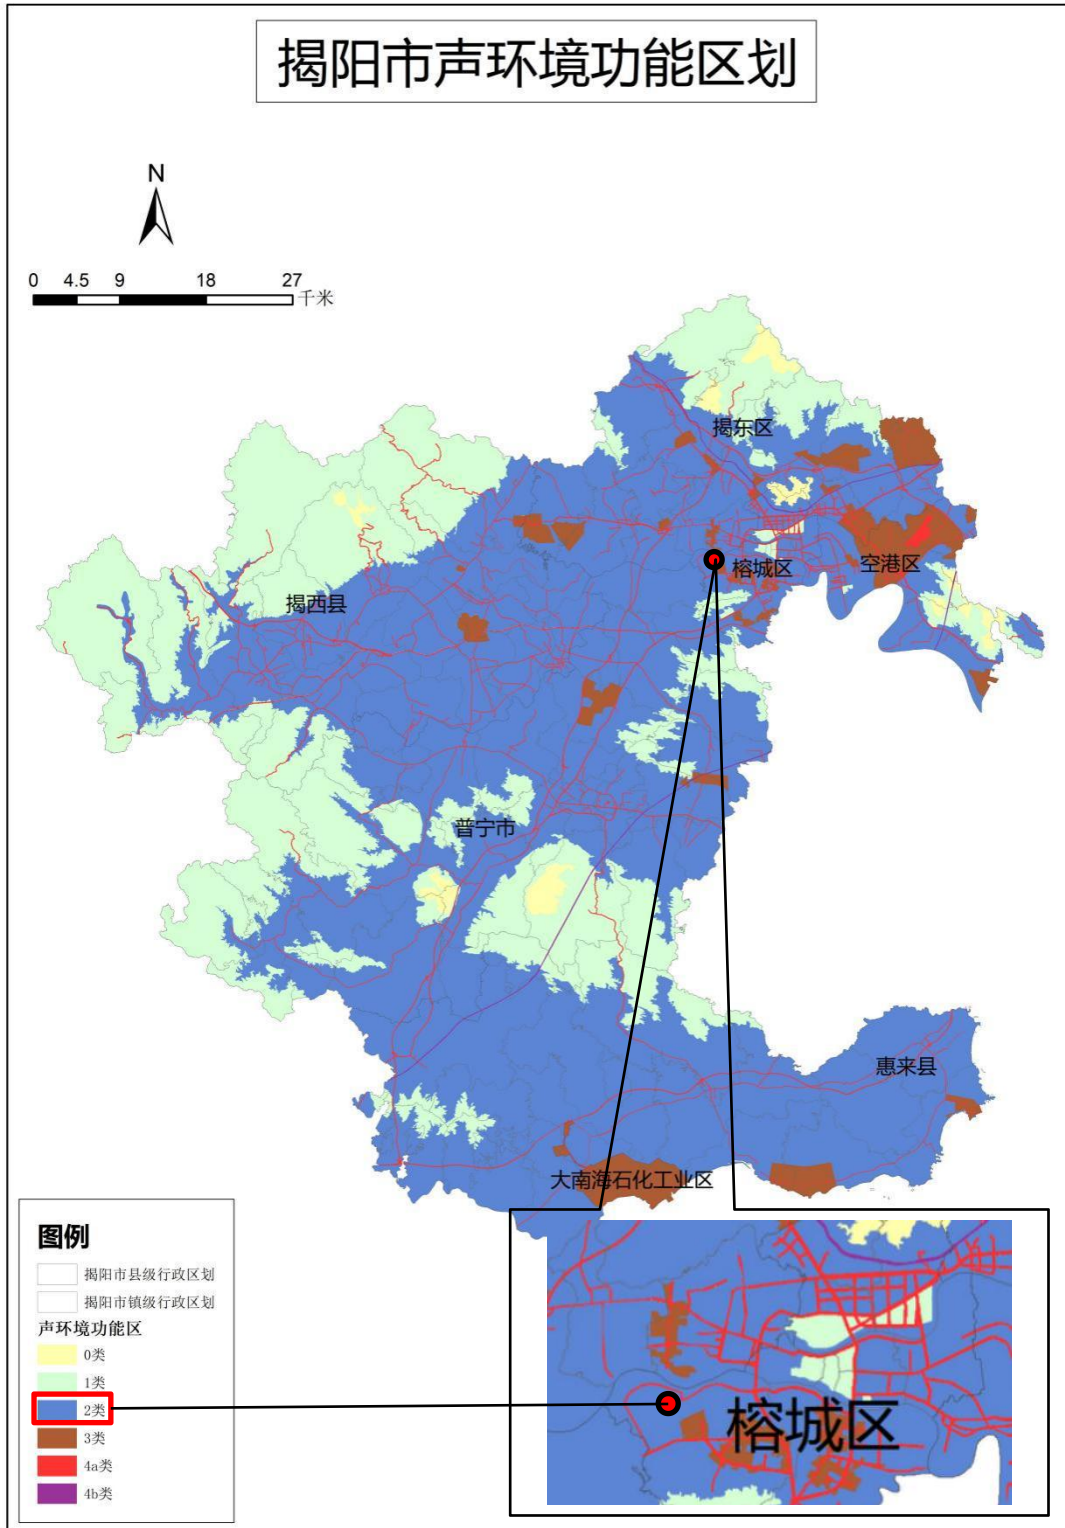 揭阳市声环境功能区划
N
0 4.5 9 18 27
千米
揭东区
榕城区
空港区
揭西县
普宁市
惠来县
大南海石化工业区
图例
揭阳市县级行政区划
揭阳市镇级行政区划
声环境功能区
0类
1类
2类
3类
4a类
4b类
榕城区